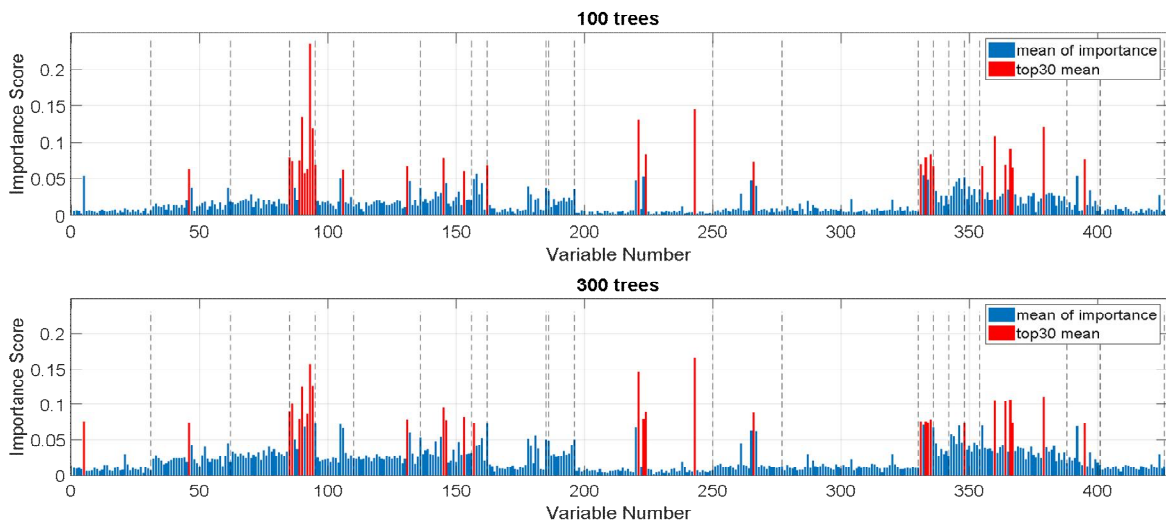 100 trees
mean of importance
top30 mean
Importance Score
0.2
0.15
0.1
0.05
0
0 50 100 150 200 250 300 350 400
Variable Number
300 trees
mean of importance
top30 mean
Importance Score
0.2
0.15
0.1
0.05
0
0 50 100 150 200 250 300 350 400
Variable Number